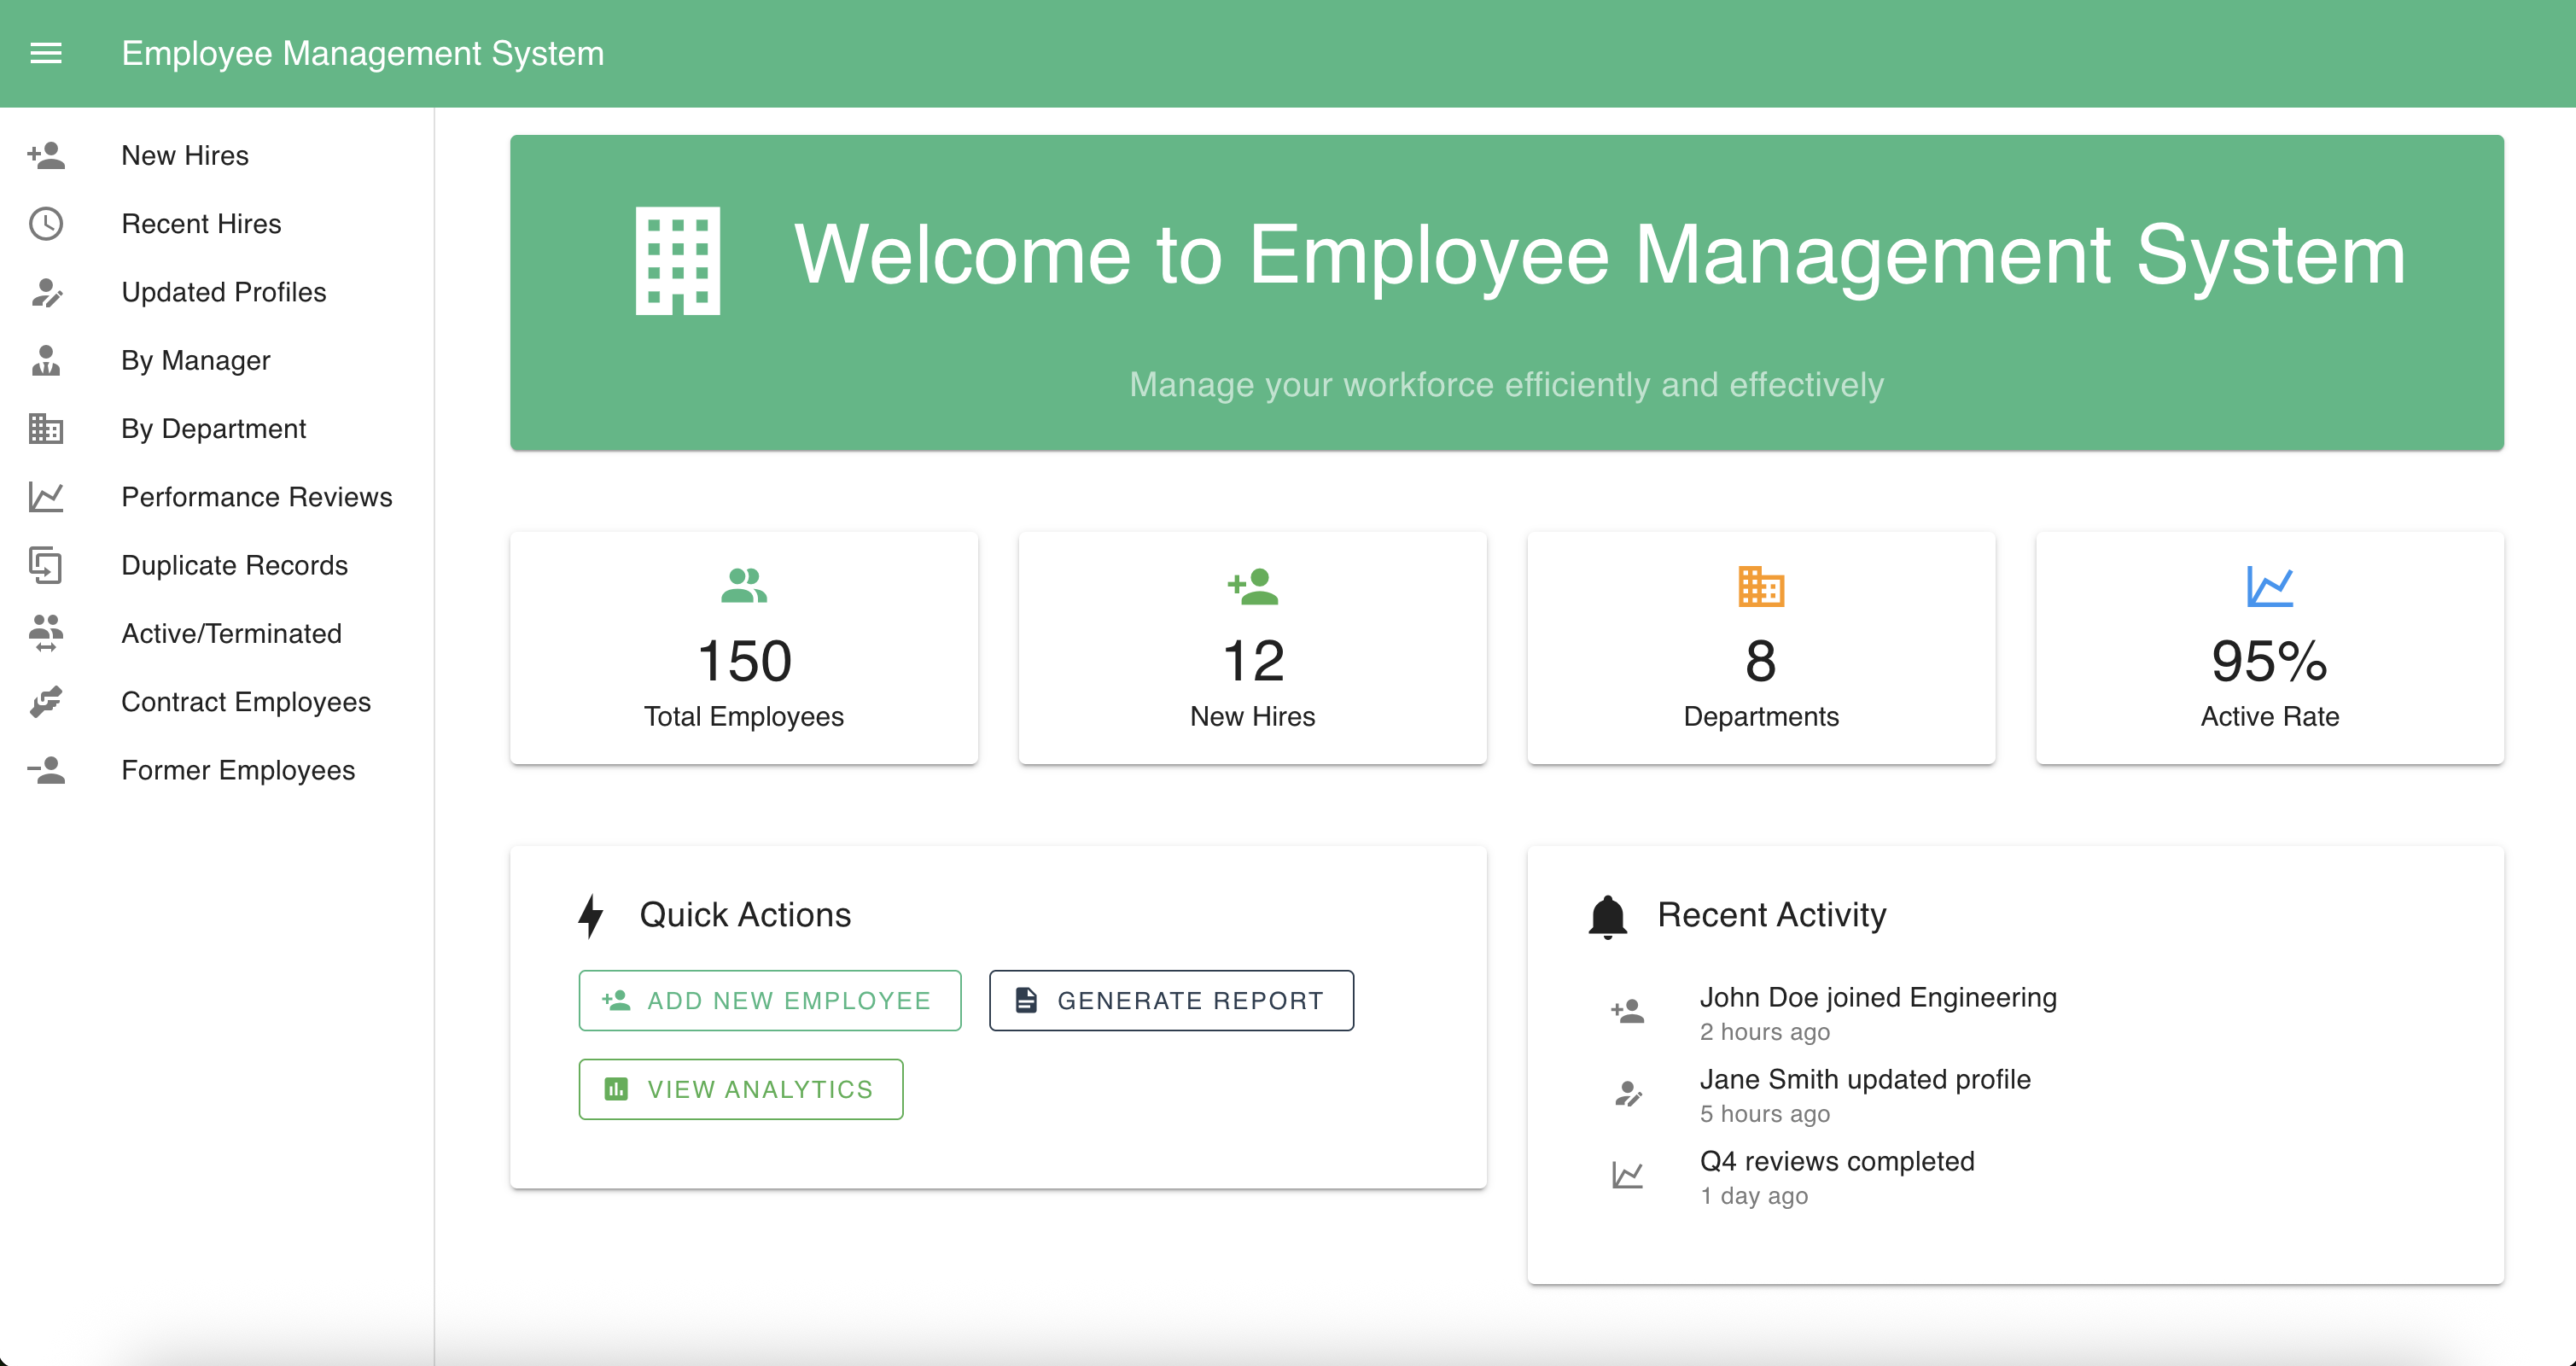 Employee Management System
New Hires
Recent Hires
Updated Profiles
By Manager
By Department
Performance Reviews
Duplicate Records
Active/Terminated
Contract Employees
Former Employees
Welcome to Employee Management System
Manage your workforce efficiently and effectively
150
Total Employees
12
New Hires
8
Departments
95%
Active Rate
Quick Actions
ADD NEW EMPLOYEE
GENERATE REPORT
VIEW ANALYTICS
Recent Activity
John Doe joined Engineering
2 hours ago
Jane Smith updated profile
5 hours ago
Q4 reviews completed
1 day ago